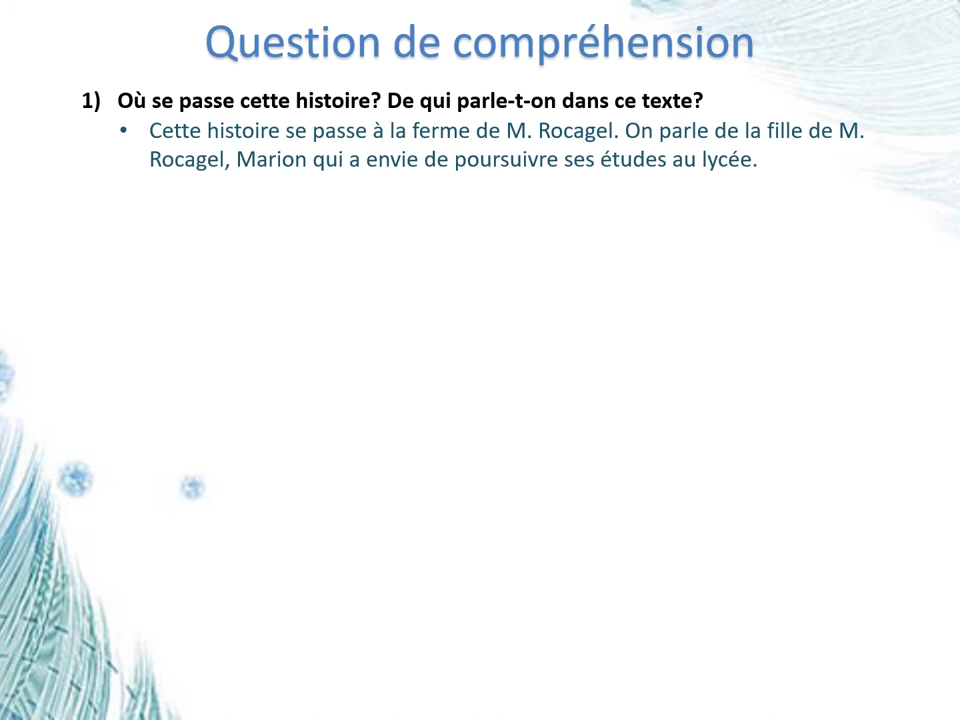 Question de compréhension
1) Où se passe cette histoire? De qui parle-t-on dans ce texte?
• Cette histoire se passe à la ferme de M. Rocagel. On parle de la fille de M.
Rocagel, Marion qui a envie de poursuivre ses études au lycée.